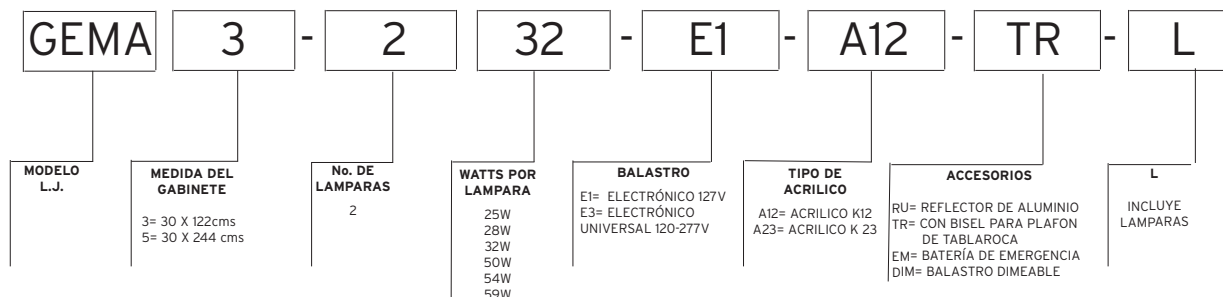 GEMA 3 - 2 32 - E1 - A12 - TR - L
MODELO
L.J.
MEDIDA DEL
GABINETE
3= 30 X 122cms
5= 30 X 244 cms
No. DE
LAMPARAS
2
WATTS POR
LAMPARA
25W
28W
32W
50W
54W
59W
BALASTRO
E1= ELECTRÓNICO 127V
E3= ELECTRÓNICO
UNIVERSAL 120-277V
TIPO DE
ACRILICO
A12= ACRILICO K12
A23= ACRILICO K 23
ACCESORIOS
RU= REFLECTOR DE ALUMINIO
TR= CON BISEL PARA PLAFON
DE TABLAROCA
EM= BATERÍA DE EMERGENCIA
DIM= BALASTRO DIMEABLE
L
INCLUYE
LAMPARAS